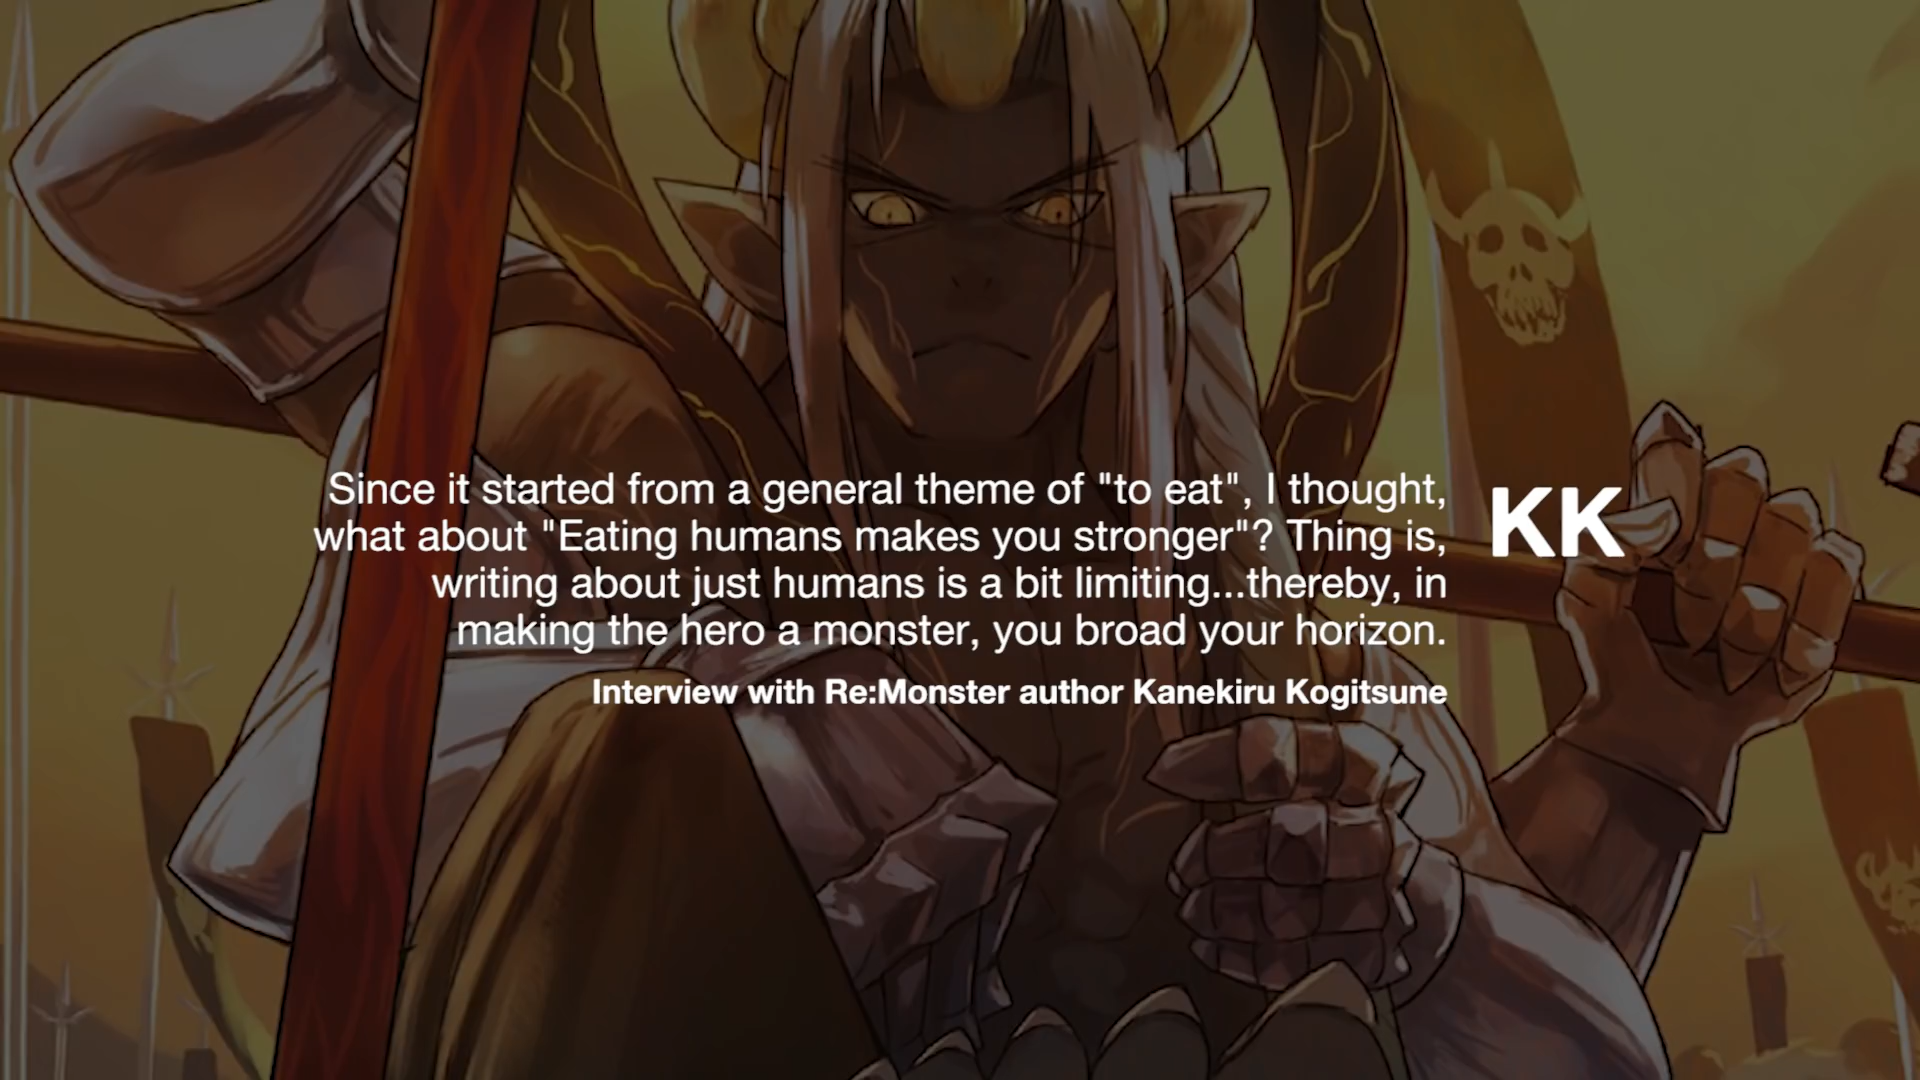 Since it started from a general theme of "to eat", I thought,
what about "Eating humans makes you stronger"? Thing is,
writing about just humans is a bit limiting...thereby, in
making the hero a monster, you broad your horizon.
Interview with Re:Monster author Kanekiru Kogitsune
KK